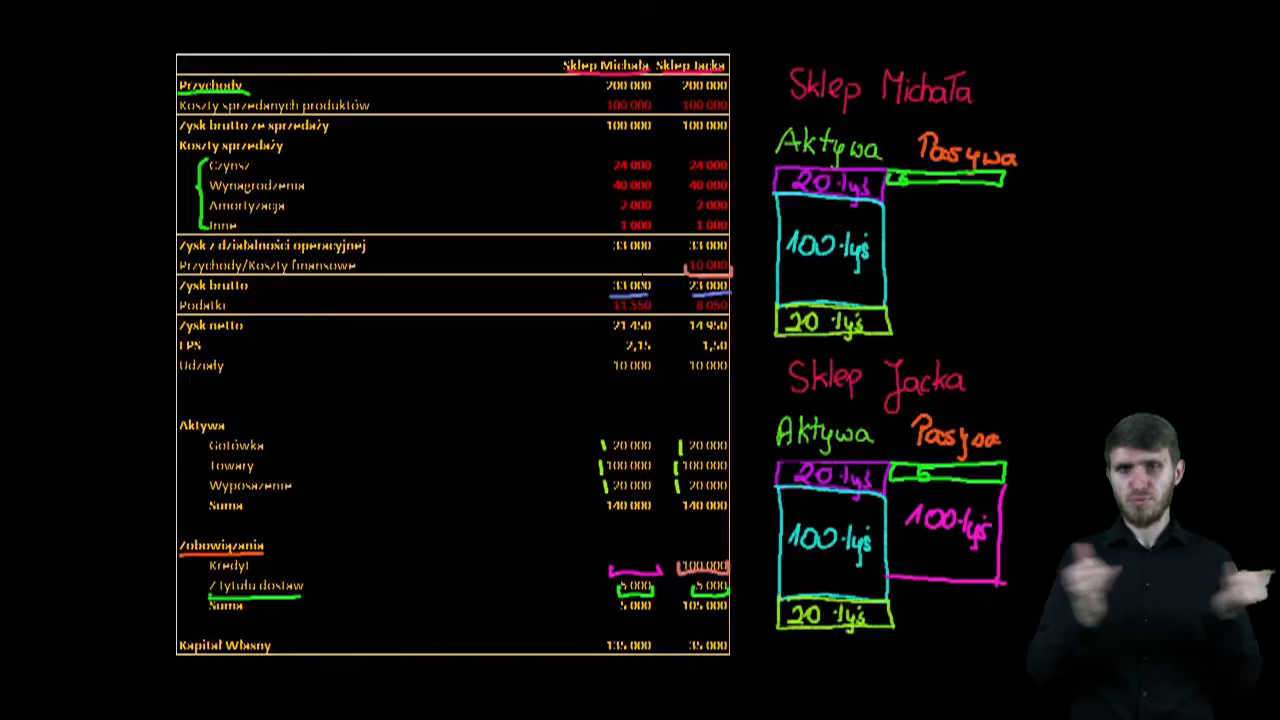 Sklep Michała Sklep Jacka
Przychody 200 000 200 000
Koszty sprzedanych produktów 100 000 100 000
Zysk brutto ze sprzedaży 100 000 100 000
Koszty sprzedaży
Czynsz 24 000 24 000
Wynagrodzenia 40 000 40 000
Amortyzacja 2 000 2 000
Inne 1 000 1 000
Zysk z działalności operacyjnej 33 000 33 000
Przychody/Koszty finansowe 10 000
Zysk brutto 33 000 23 000
Podatki 11 550 8 050
Zysk netto 21 450 14 950
EPS 2,15 1,50
Udziały 10 000 10 000
Aktywa
Gotówka 20 000 20 000
Towary 100 000 100 000
Wyposażenie 20 000 20 000
Suma 140 000 140 000
Zobowiązania
Kredyt 100 000
Z tytułu dostaw 5 000 5 000
Suma 5 000 105 000
Kapitał Własny 135 000 35 000
Sklep Michała
Aktywa Pasywa
20 tyś 5
100 tyś
20 tyś
Sklep Jacka
Aktywa Pasywa
20 tyś 5
100 tyś 100 tyś
20 tyś